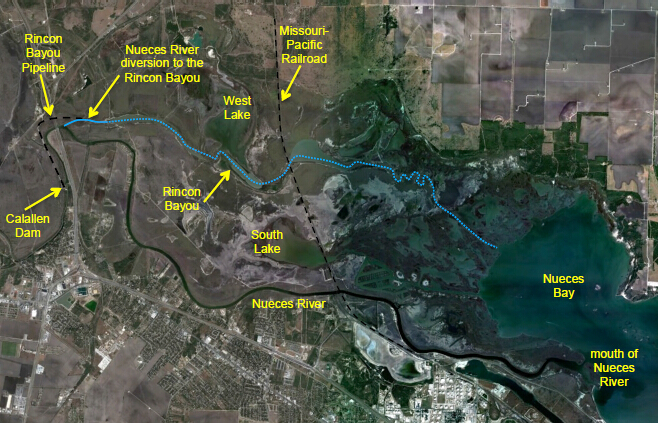 Rincon
Bayou
Pipeline
Nueces River
diversion to the
Rincon Bayou
Missouri-
Pacific
Railroad
West
Lake
Rincon
Bayou
Calallen
Dam
South
Lake
Nueces River
Nueces
Bay
mouth of
Nueces
River